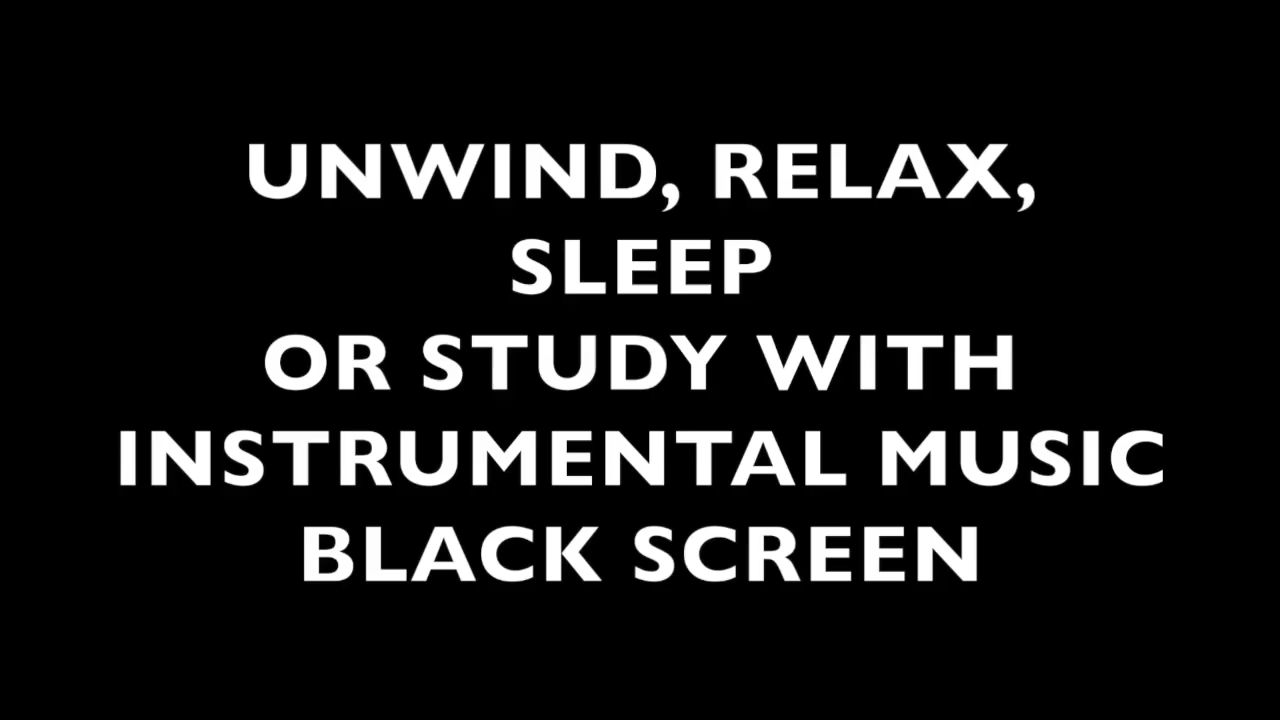 UNWIND, RELAX,
SLEEP
OR STUDY WITH
INSTRUMENTAL MUSIC
BLACK SCREEN